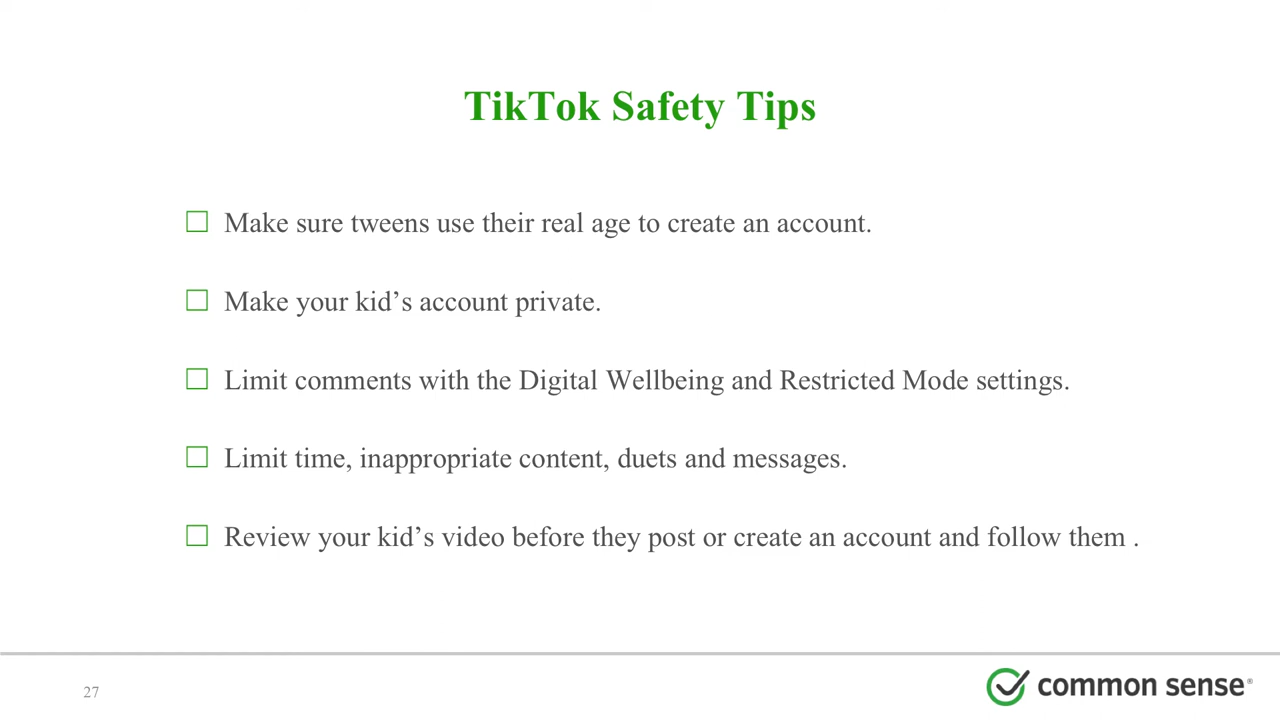 TikTok Safety Tips
☐ Make sure tweens use their real age to create an account.
☐ Make your kid’s account private.
☐ Limit comments with the Digital Wellbeing and Restricted Mode settings.
☐ Limit time, inappropriate content, duets and messages.
☐ Review your kid’s video before they post or create an account and follow them .
27
common sense®